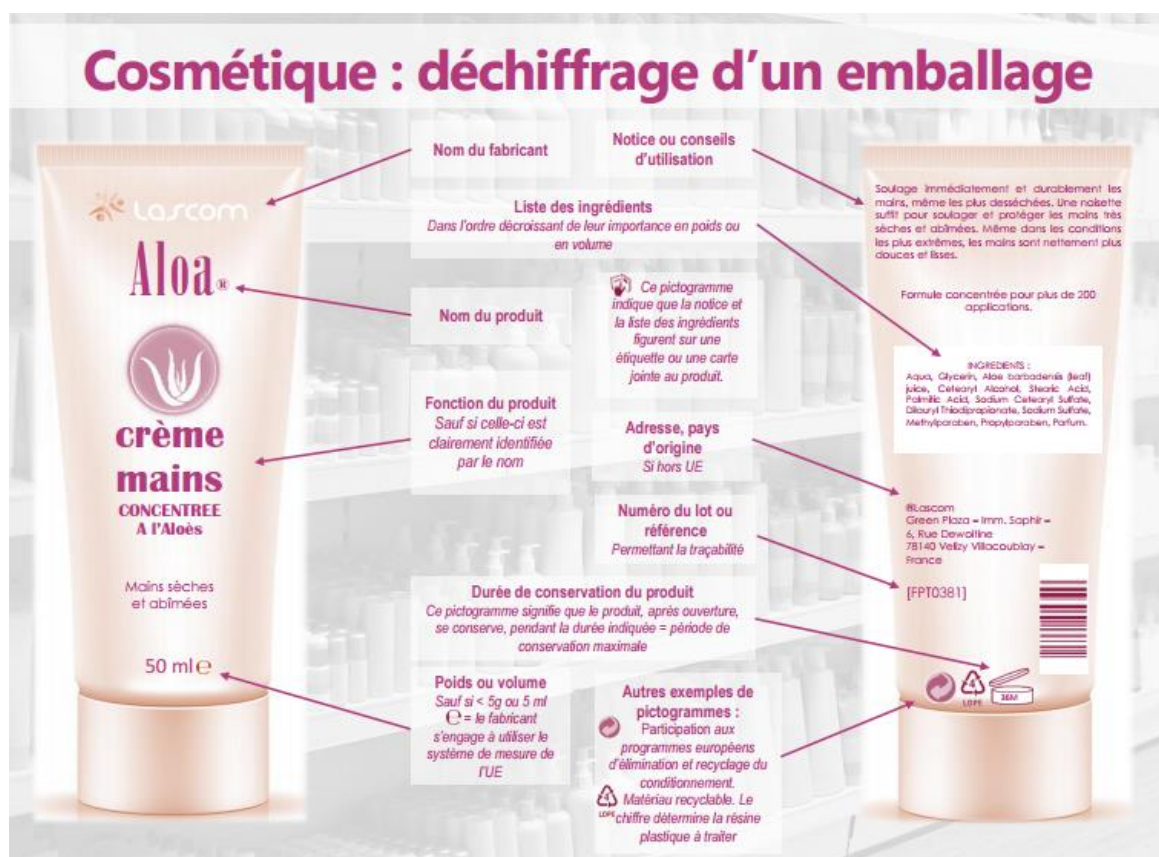 Cosmétique : déchiffrage d'un emballage
Lascom
Aloa®
crème
mains
CONCENTREE
A l'Aloès
Mains sèches
et abîmées
50 ml℮
Nom du fabricant
Notice ou conseils
d'utilisation
Liste des ingrédients
Dans l'ordre décroissant de leur importance en poids ou
en volume
Nom du produit
Ce pictogramme
indique que la notice et
la liste des ingrédients
figurent sur une
étiquette ou une carte
jointe au produit.
Fonction du produit
Sauf si celle-ci est
clairement identifiée
par le nom
Adresse, pays
d'origine
Si hors UE
Numéro du lot ou
référence
Permettant la traçabilité
Durée de conservation du produit
Ce pictogramme signifie que le produit, après ouverture,
se conserve, pendant la durée indiquée = période de
conservation maximale
Poids ou volume
Sauf si < 5g ou 5 ml
℮ = le fabricant
s'engage à utiliser le
système de mesure de
l'UE
Autres exemples de
pictogrammes :
Participation aux
programmes européens
d'élimination et recyclage du
conditionnement.
4
LDPE
Matériau recyclable. Le
chiffre détermine la résine
plastique à traiter
Soulage immédiatement et durablement les
mains, même les plus desséchées. Une noisette
suffit pour soulager et protéger les mains très
sèches et abîmées. Même dans les conditions
les plus extrêmes, les mains sont nettement plus
douces et lisses.
Formule concentrée pour plus de 200
applications.
INGREDIENTS :
Aqua, Glycerin, Aloe barbadensis (leaf)
juice, Cetearyl Alcohol, Stearic Acid,
Palmitic Acid, Sodium Cetearyl Sulfate,
Dilauryl Thiodipropionate, Sodium Sulfate,
Methylparaben, Propylparaben, Parfum.
®Lascom
Green Plaza – Imm. Saphir –
6, Rue Dewoitine
78140 Velizy Villacoublay –
France
[FPT0381]
4
LDPE
36M